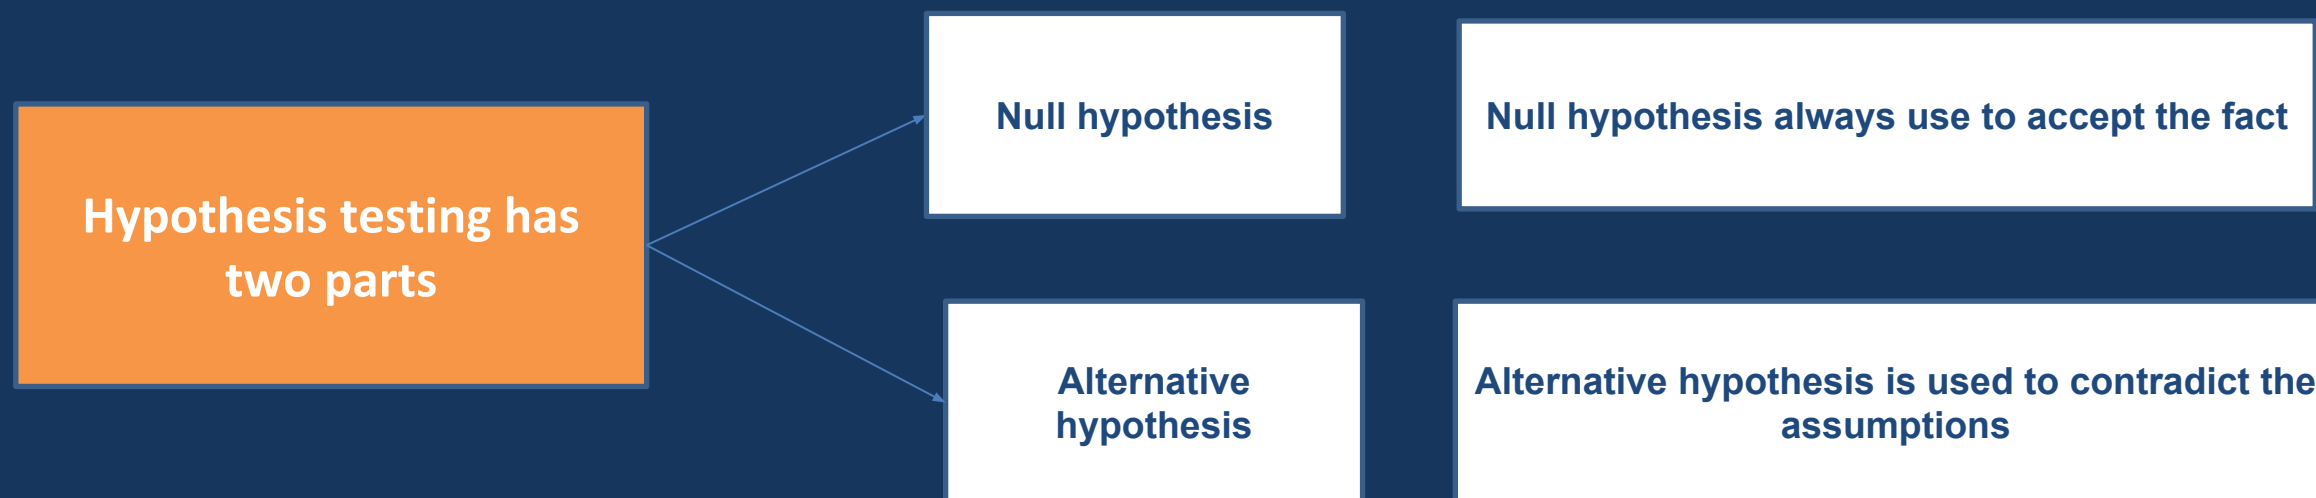 Hypothesis testing has
two parts
Null hypothesis
Null hypothesis always use to accept the fact
Alternative
hypothesis
Alternative hypothesis is used to contradict the
assumptions